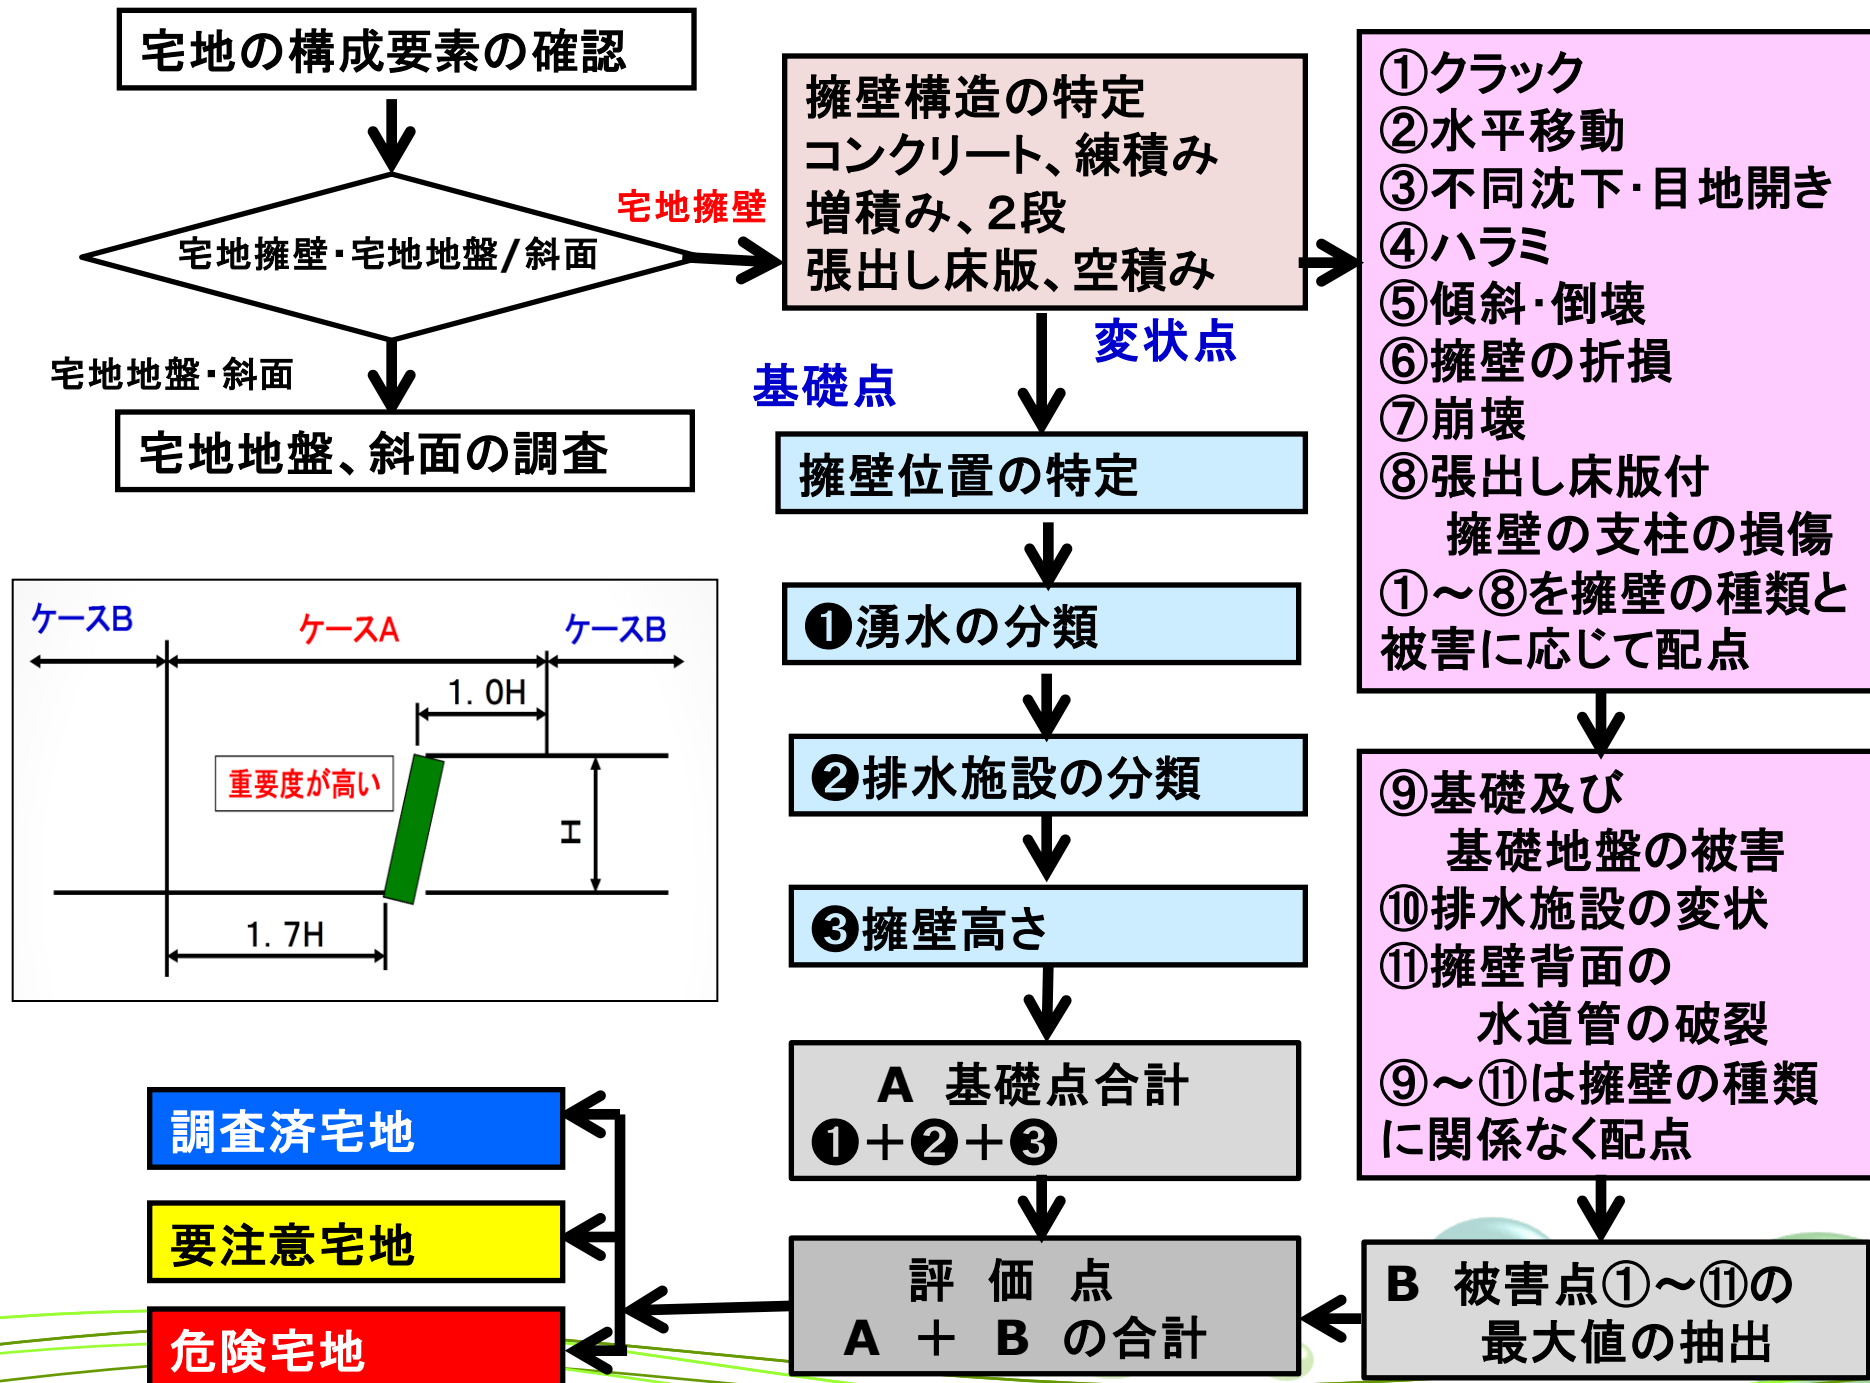 宅地の構成要素の確認
宅地擁壁・宅地地盤/斜面
宅地擁壁
宅地地盤・斜面
宅地地盤、斜面の調査
擁壁構造の特定
コンクリート、練積み
増積み、2段
張出し床版、空積み
変状点
基礎点
擁壁位置の特定
❶湧水の分類
❷排水施設の分類
❸擁壁高さ
A 基礎点合計
❶＋❷＋❸
評 価 点
A ＋ B の合計
①クラック
②水平移動
③不同沈下・目地開き
④ハラミ
⑤傾斜・倒壊
⑥擁壁の折損
⑦崩壊
⑧張出し床版付
擁壁の支柱の損傷
①～⑧を擁壁の種類と
被害に応じて配点
⑨基礎及び
基礎地盤の被害
⑩排水施設の変状
⑪擁壁背面の
水道管の破裂
⑨～⑪は擁壁の種類
に関係なく配点
B 被害点①～⑪の
最大値の抽出
ケースB
ケースA
ケースB
1.0H
重要度が高い
H
1.7H
調査済宅地
要注意宅地
危険宅地